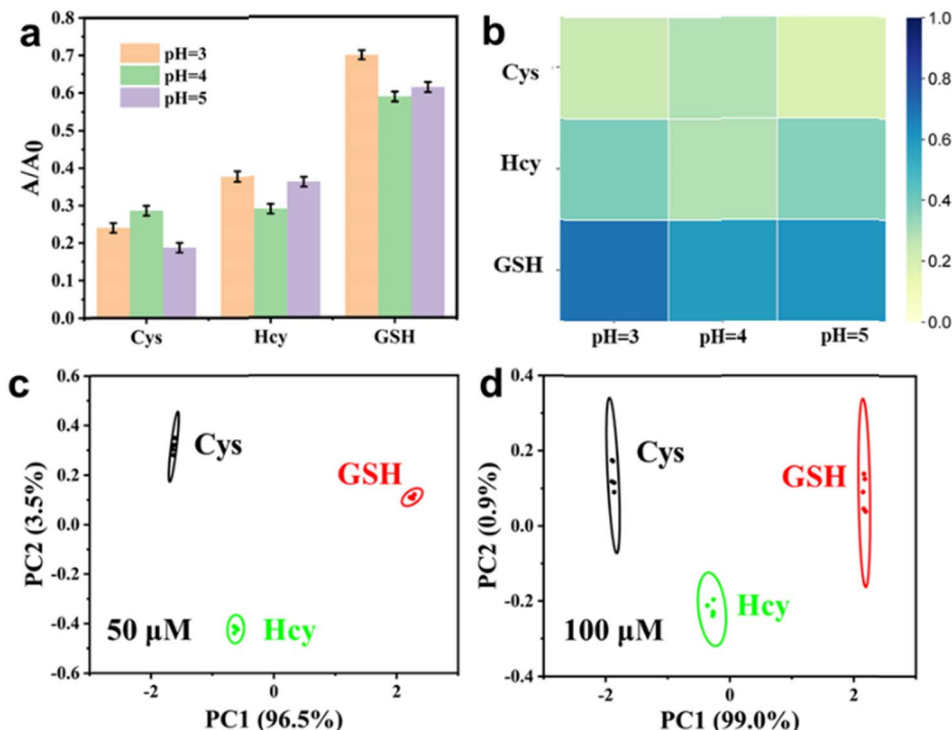 a
A/A0
0.8
0.7
0.6
0.5
0.4
0.3
0.2
0.1
0.0
pH=3
pH=4
pH=5
Cys
Hcy
GSH
b
Cys
Hcy
GSH
pH=3
pH=4
pH=5
1.0
0.8
0.6
0.4
0.2
0.0
c
PC2 (3.5%)
0.6
0.4
0.2
0.0
-0.2
-0.4
-0.6
Cys
GSH
Hcy
50 μM
-2
0
2
PC1 (96.5%)
d
PC2 (0.9%)
0.4
0.2
0.0
-0.2
-0.4
Cys
GSH
Hcy
100 μM
-2
0
2
PC1 (99.0%)